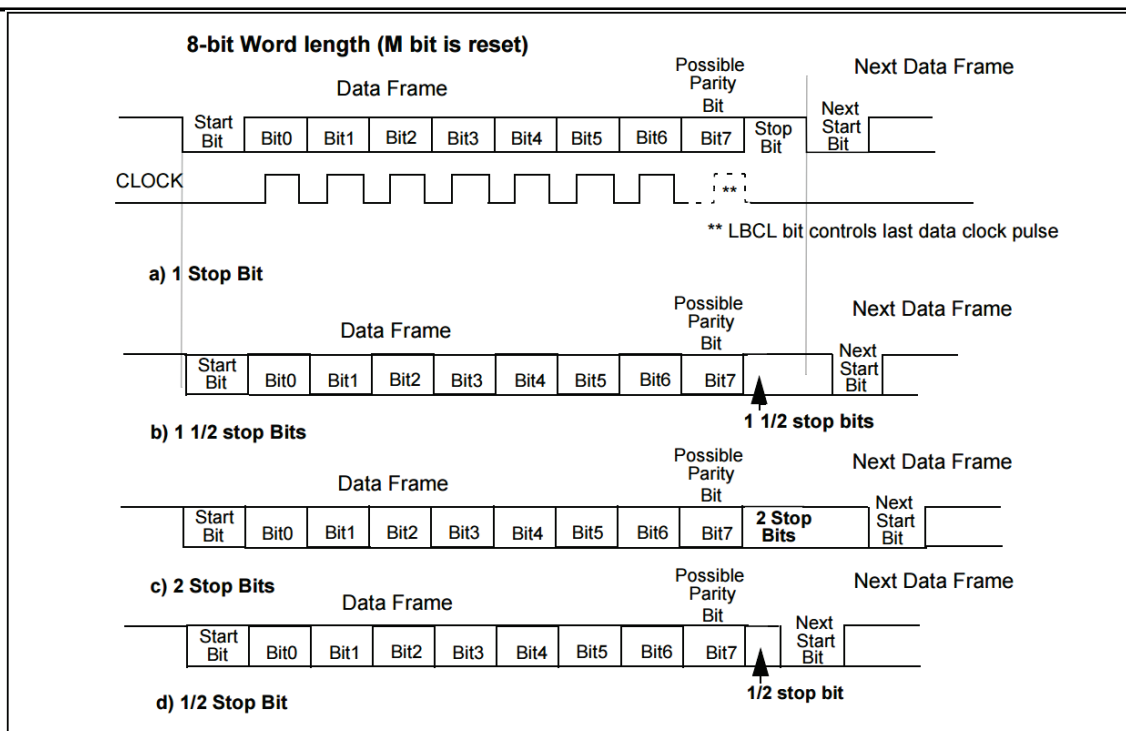 8-bit Word length (M bit is reset)
Possible
Parity
Bit
Next Data Frame
Data Frame
Start
Bit
Bit0
Bit1
Bit2
Bit3
Bit4
Bit5
Bit6
Bit7
Stop
Bit
Next
Start
Bit
CLOCK
**
** LBCL bit controls last data clock pulse
a) 1 Stop Bit
Possible
Parity
Bit
Next Data Frame
Data Frame
Start
Bit
Bit0
Bit1
Bit2
Bit3
Bit4
Bit5
Bit6
Bit7
Next
Start
Bit
1 1/2 stop bits
b) 1 1/2 stop Bits
Possible
Parity
Bit
Next Data Frame
Data Frame
Start
Bit
Bit0
Bit1
Bit2
Bit3
Bit4
Bit5
Bit6
Bit7
2 Stop
Bits
Next
Start
Bit
c) 2 Stop Bits
Possible
Parity
Bit
Next Data Frame
Data Frame
Start
Bit
Bit0
Bit1
Bit2
Bit3
Bit4
Bit5
Bit6
Bit7
Next
Start
Bit
1/2 stop bit
d) 1/2 Stop Bit